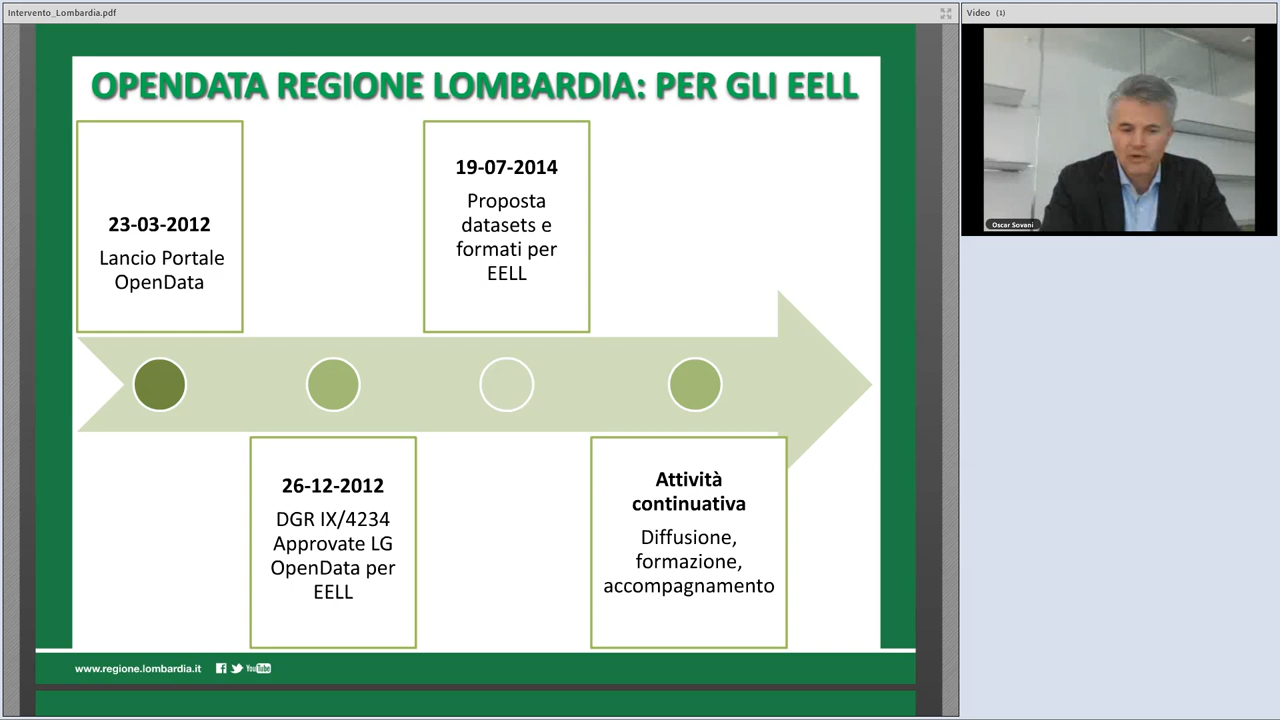 Intervento_Lombardia.pdf
Video (1)
OPENDATA REGIONE LOMBARDIA: PER GLI EELL
23-03-2012
Lancio Portale
OpenData
19-07-2014
Proposta
datasets e
formati per
EELL
26-12-2012
DGR IX/4234
Approvate LG
OpenData per
EELL
Attività
continuativa
Diffusione,
formazione,
accompagnamento
www.regione.lombardia.it
YouTube
Oscar Sovani